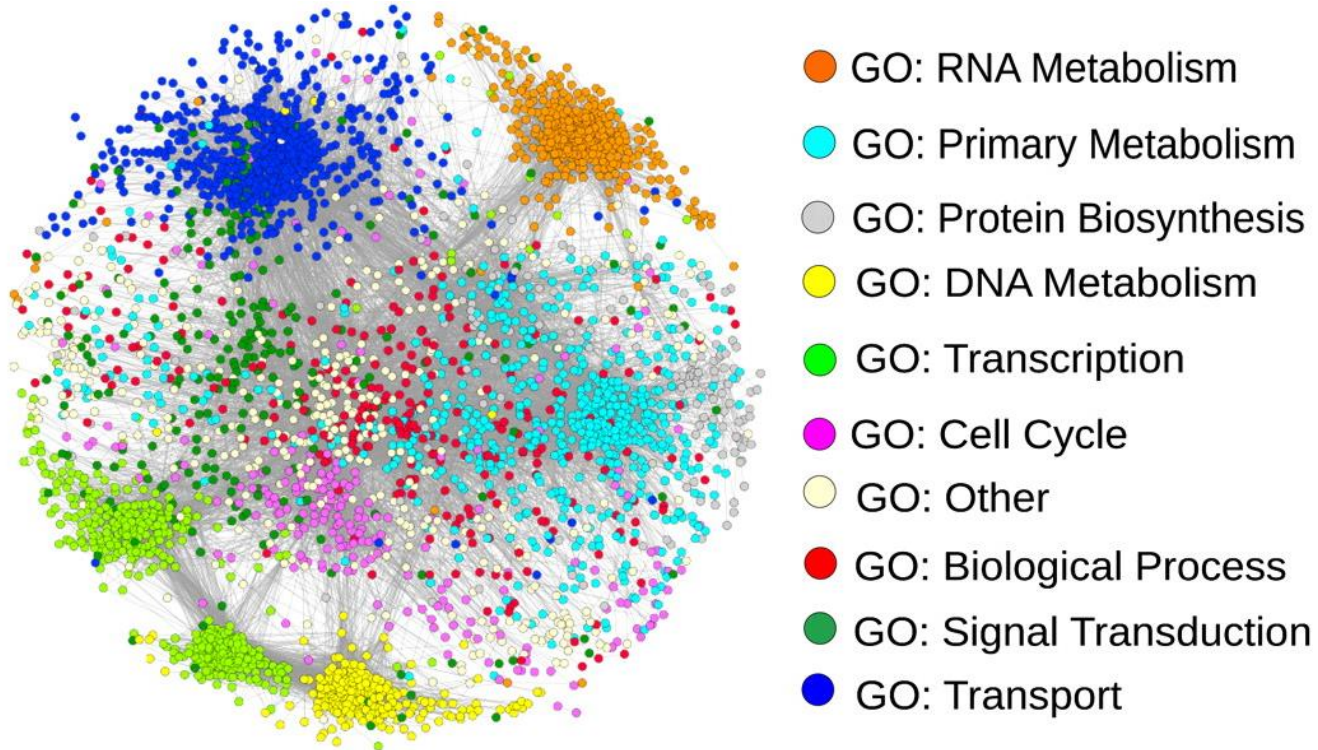 GO: RNA Metabolism
GO: Primary Metabolism
GO: Protein Biosynthesis
GO: DNA Metabolism
GO: Transcription
GO: Cell Cycle
GO: Other
GO: Biological Process
GO: Signal Transduction
GO: Transport